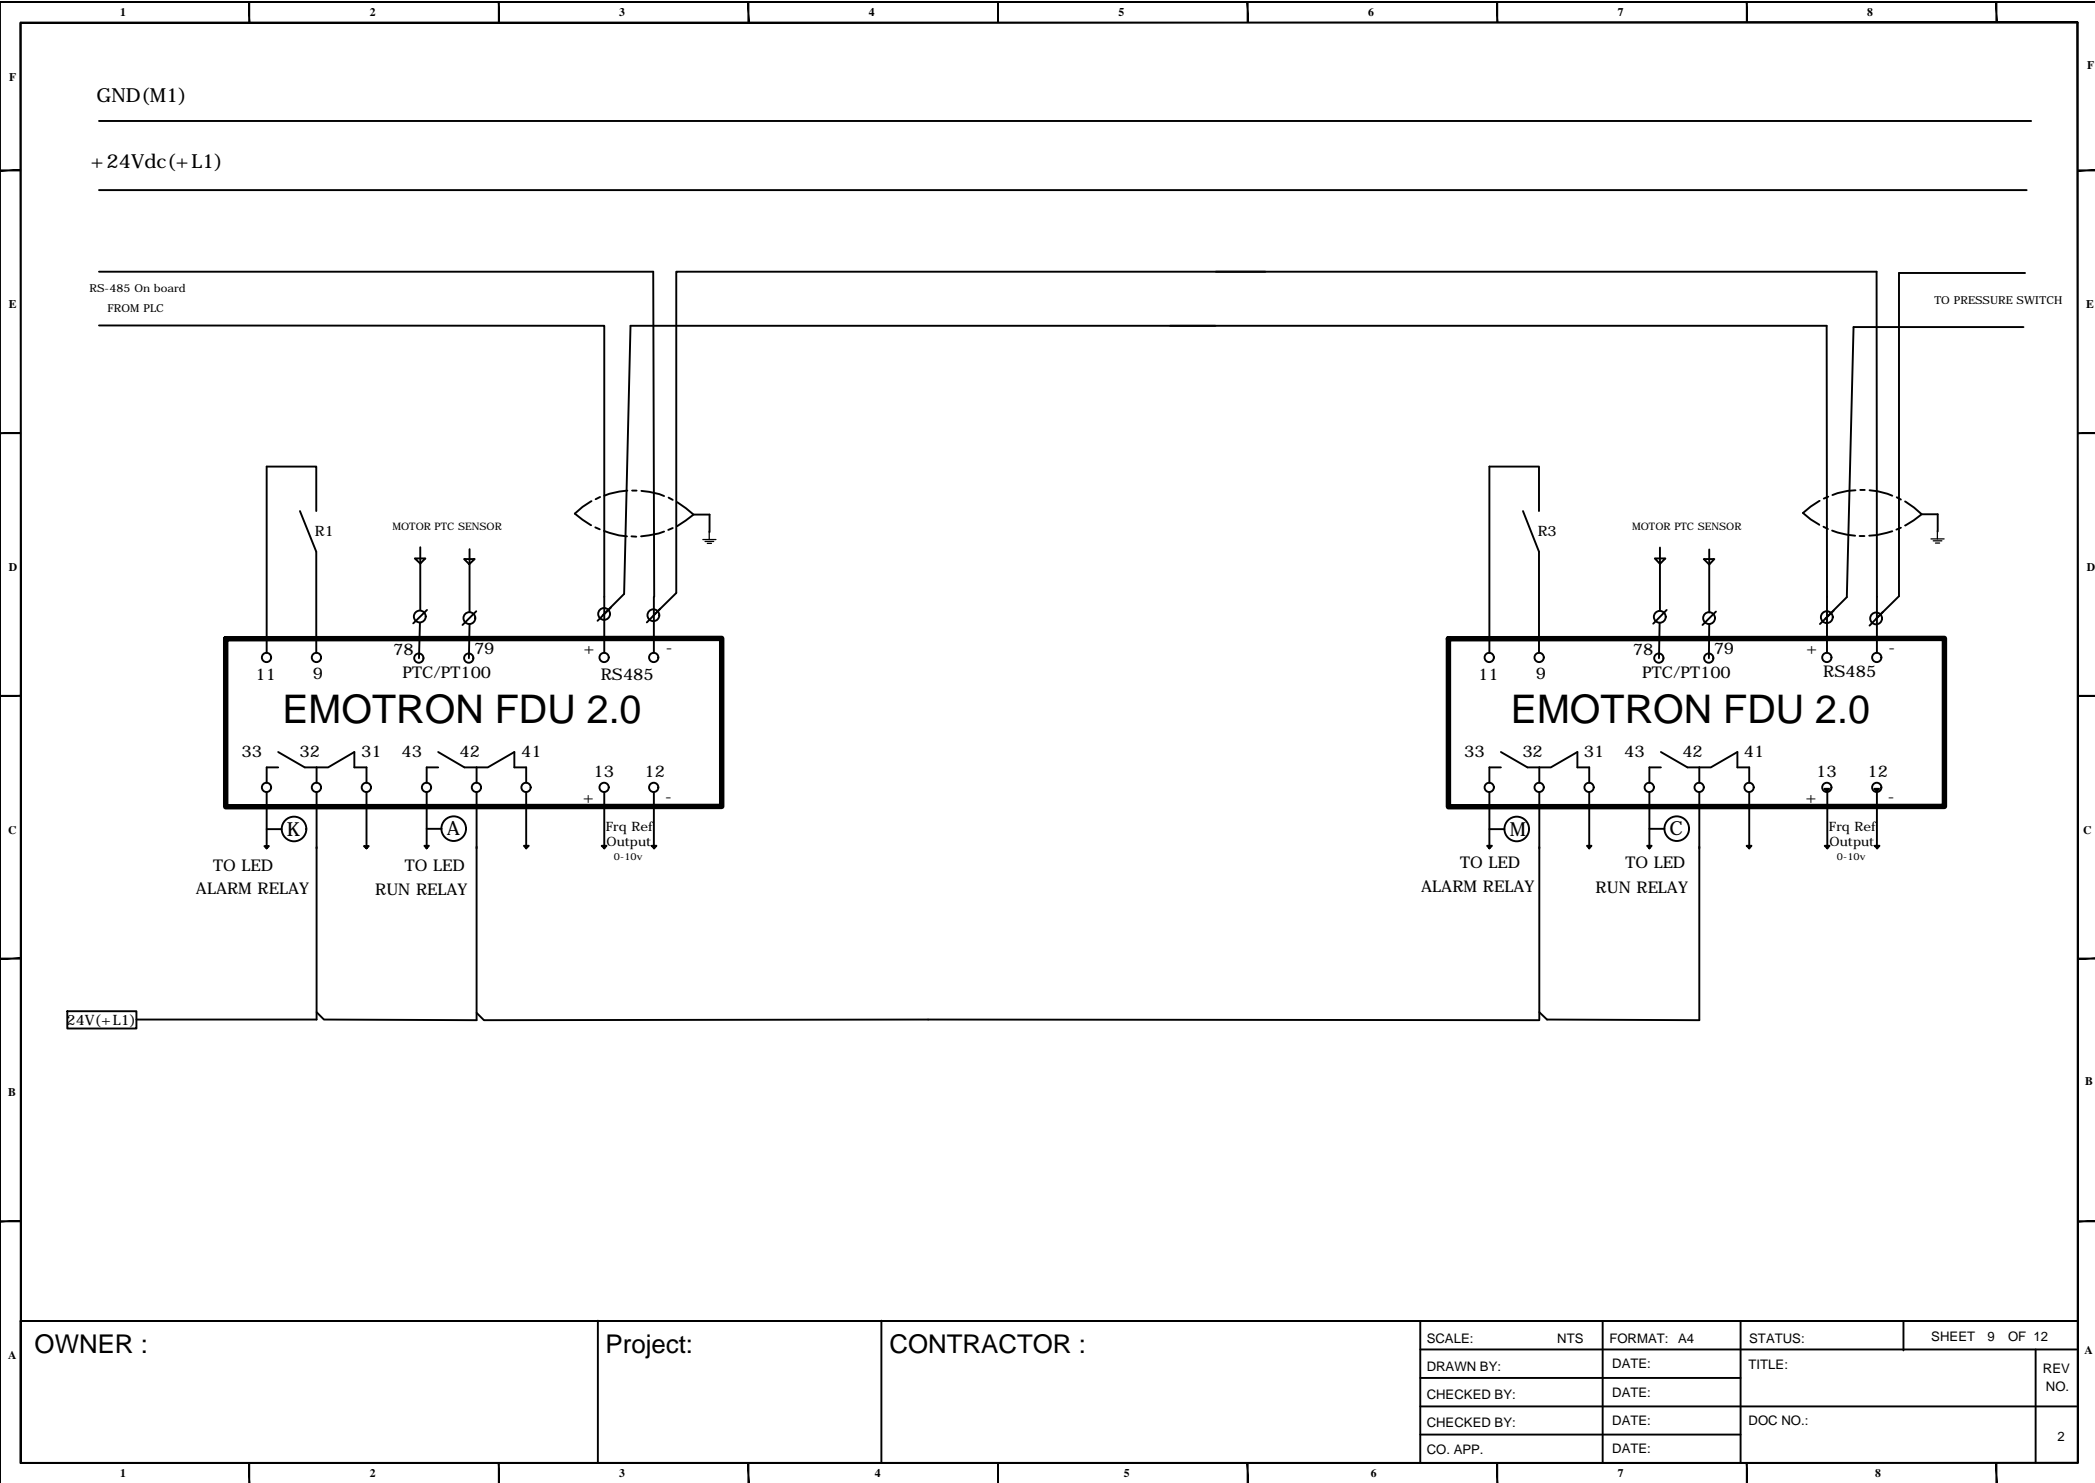 1 2 3 4 5 6 7 8
F F
GND(M1)
+24Vdc(+L1)
RS-485 On board
FROM PLC
TO PRESSURE SWITCH
E E
R1
MOTOR PTC SENSOR
R3
MOTOR PTC SENSOR
D D
78 79 + -
11 9 PTC/PT100 RS485
EMOTRON FDU 2.0
33 32 31 43 42 41
13 12
+ -
K A
Frq Ref
Output
0-10v
TO LED
ALARM RELAY
TO LED
RUN RELAY
78 79 + -
11 9 PTC/PT100 RS485
EMOTRON FDU 2.0
33 32 31 43 42 41
13 12
+ -
M C
Frq Ref
Output
0-10v
TO LED
ALARM RELAY
TO LED
RUN RELAY
C C
24V(+L1)
B B
A A
OWNER :
Project:
CONTRACTOR :
SCALE: NTS FORMAT: A4 STATUS: SHEET 9 OF 12
DRAWN BY: DATE: TITLE: REV
NO.
CHECKED BY: DATE:
CHECKED BY: DATE: DOC NO.: 2
CO. APP. DATE:
1 2 3 4 5 6 7 8